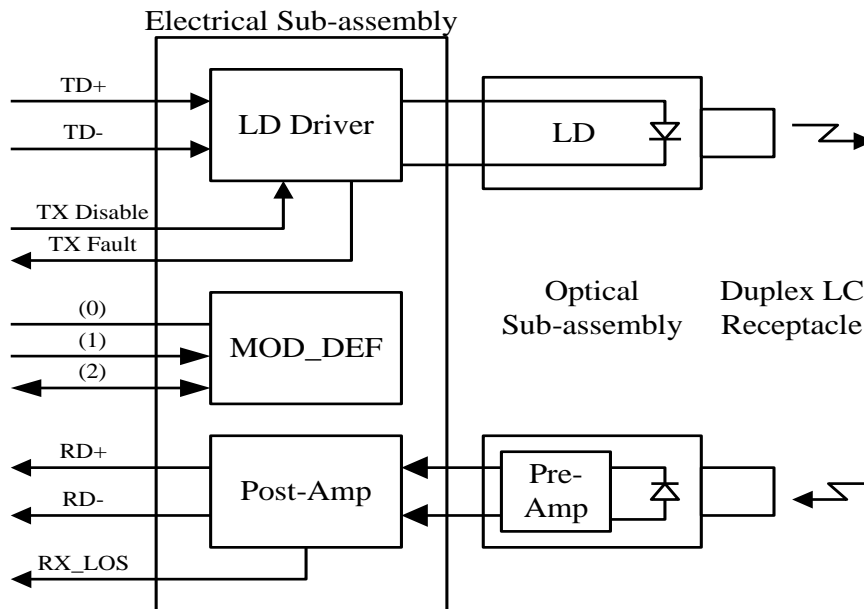 Electrical Sub-assembly
TD+
TD-
LD Driver
LD
TX Disable
TX Fault
Optical
Sub-assembly
Duplex LC
Receptacle
(0)
(1)
(2)
MOD_DEF
RD+
RD-
RX_LOS
Post-Amp
Pre-
Amp